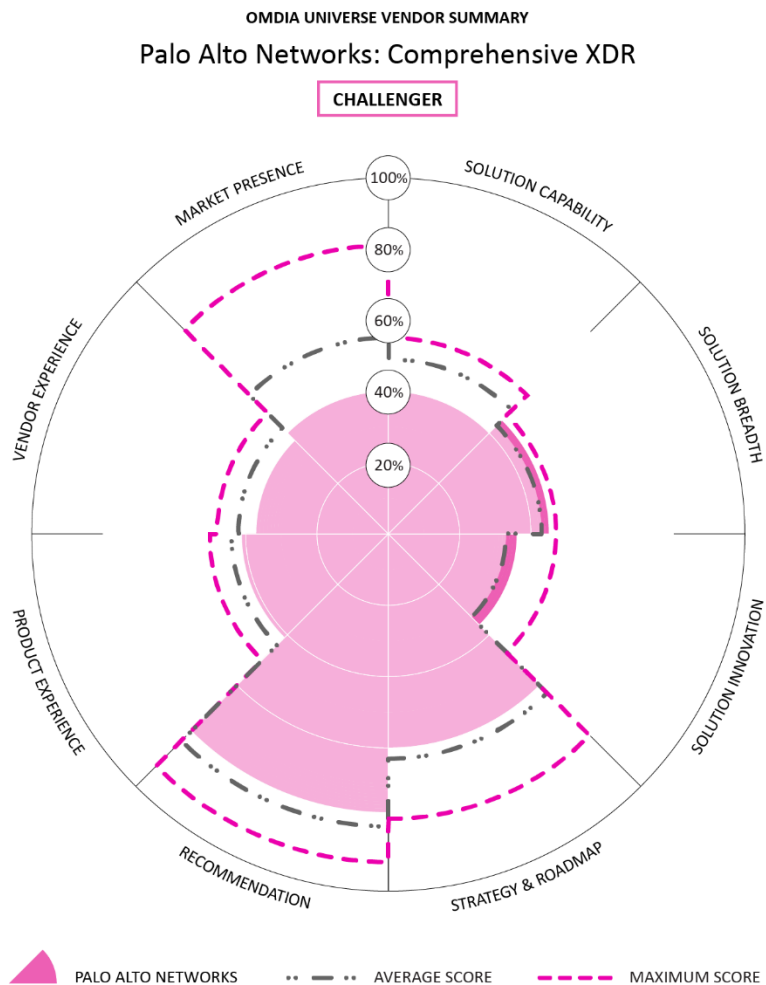 OMDIA UNIVERSE VENDOR SUMMARY
Palo Alto Networks: Comprehensive XDR
CHALLENGER
MARKET PRESENCE
100%
SOLUTION CAPABILITY
80%
60%
VENDOR EXPERIENCE
SOLUTION BREADTH
40%
20%
PRODUCT EXPERIENCE
SOLUTION INNOVATION
RECOMMENDATION
STRATEGY & ROADMAP
PALO ALTO NETWORKS
AVERAGE SCORE
MAXIMUM SCORE